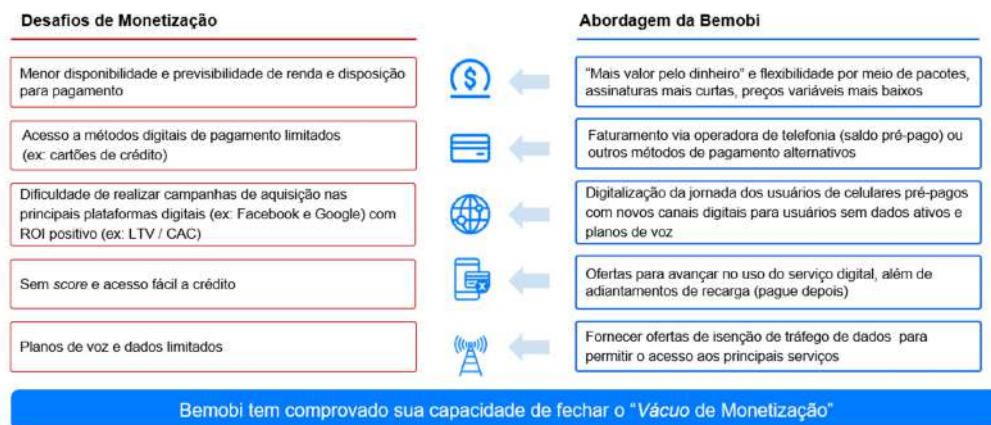 Desafios de Monetização
Abordagem da Bemobi
Menor disponibilidade e previsibilidade de renda e disposição
para pagamento
"Mais valor pelo dinheiro" e flexibilidade por meio de pacotes,
assinaturas mais curtas, preços variáveis mais baixos
Acesso a métodos digitais de pagamento limitados
(ex: cartões de crédito)
Faturamento via operadora de telefonia (saldo pré-pago) ou
outros métodos de pagamento alternativos
Dificuldade de realizar campanhas de aquisição nas
principais plataformas digitais (ex: Facebook e Google) com
ROI positivo (ex: LTV / CAC)
Digitalização da jornada dos usuários de celulares pré-pagos
com novos canais digitais para usuários sem dados ativos e
planos de voz
Sem score e acesso fácil a crédito
Ofertas para avançar no uso do serviço digital, além de
adiantamentos de recarga (pague depois)
Planos de voz e dados limitados
Fornecer ofertas de isenção de tráfego de dados para
permitir o acesso aos principais serviços
Bemobi tem comprovado sua capacidade de fechar o "Vácuo de Monetização"